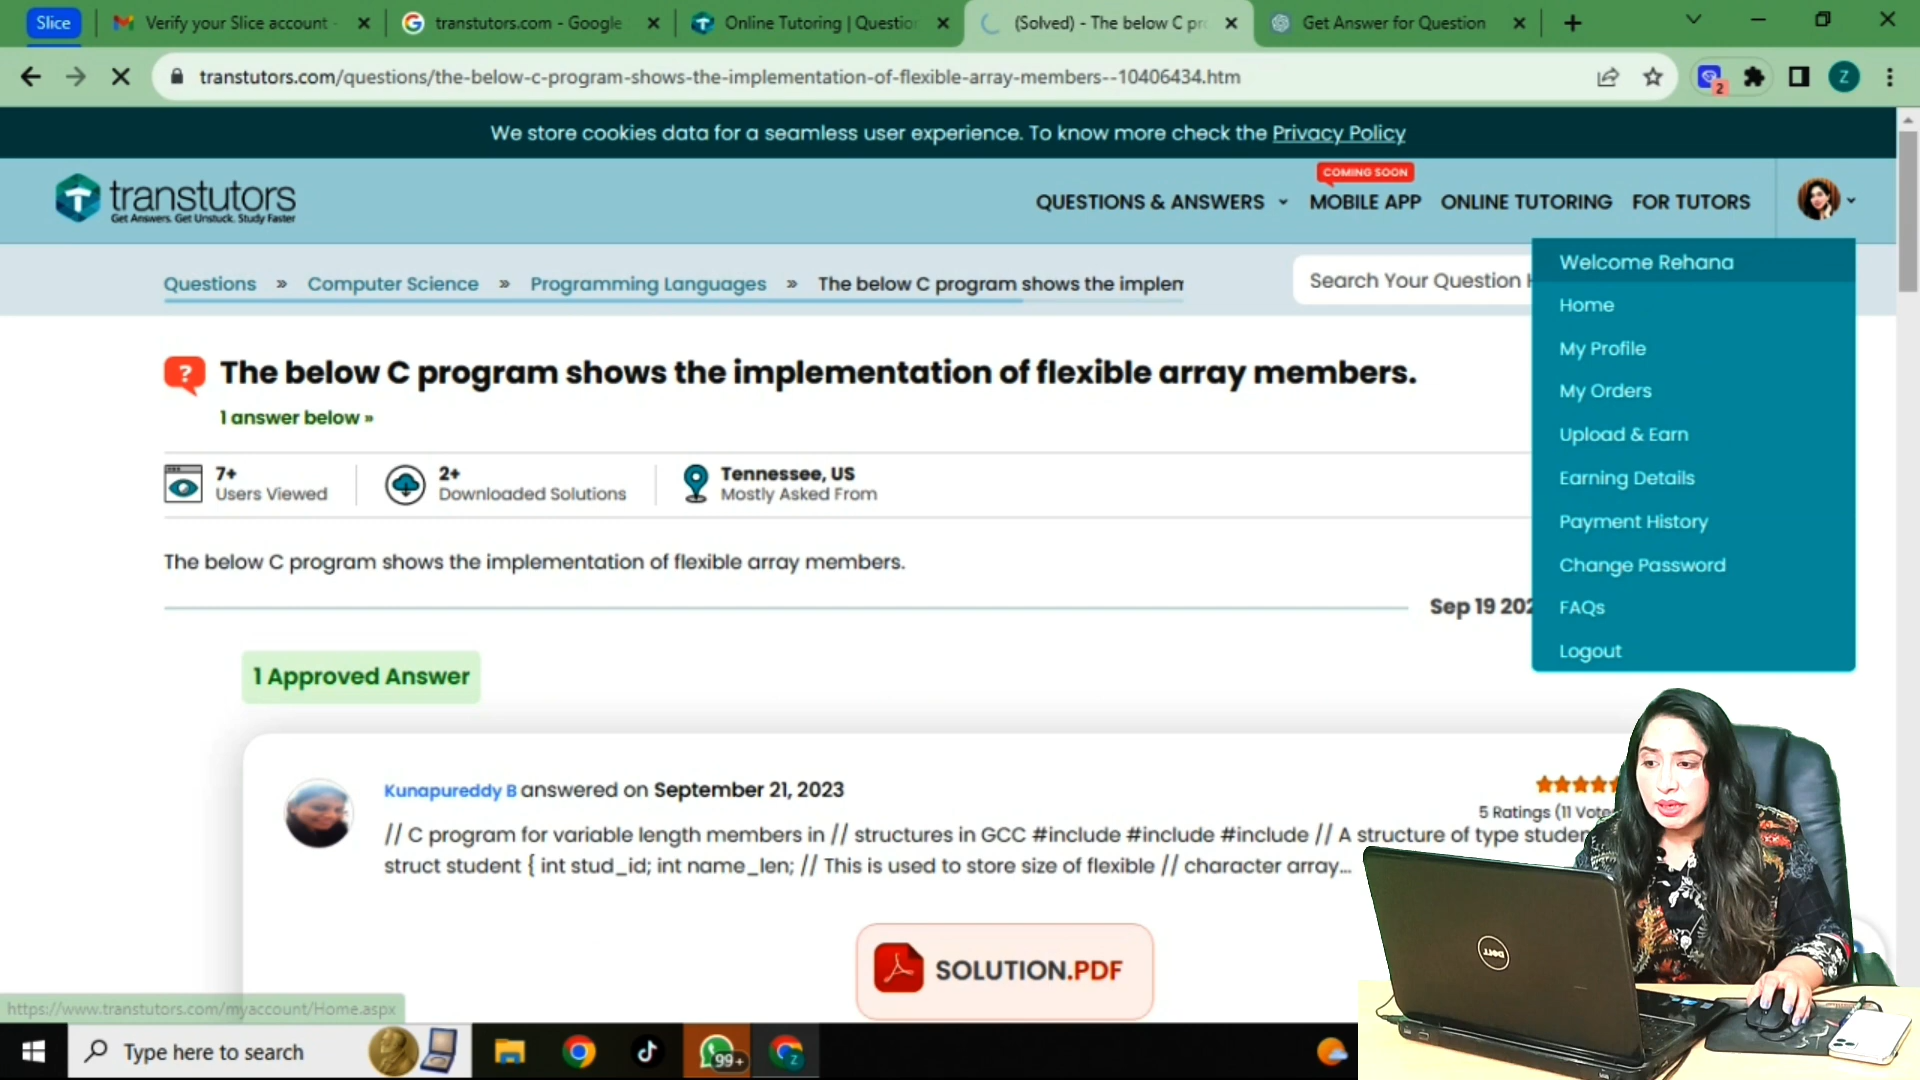 Slice
Verify your Slice account -
transtutors.com - Google
Online Tutoring | Questio
(Solved) - The below C pr
Get Answer for Question
transtutors.com/questions/the-below-c-program-shows-the-implementation-of-flexible-array-members--10406434.htm
2
Z
We store cookies data for a seamless user experience. To know more check the Privacy Policy
transtutors
Get Answers. Get Unstuck. Study Faster
QUESTIONS & ANSWERS
COMING SOON
MOBILE APP
ONLINE TUTORING
FOR TUTORS
Questions » Computer Science » Programming Languages » The below C program shows the implem
Search Your Question H
Welcome Rehana
Home
My Profile
My Orders
Upload & Earn
Earning Details
Payment History
Change Password
FAQs
Logout
? The below C program shows the implementation of flexible array members.
1 answer below »
7+
Users Viewed
2+
Downloaded Solutions
Tennessee, US
Mostly Asked From
The below C program shows the implementation of flexible array members.
Sep 19 202
1 Approved Answer
Kunapureddy B answered on September 21, 2023
5 Ratings (11 Vote
// C program for variable length members in // structures in GCC #include #include #include // A structure of type studen
struct student { int stud_id; int name_len; // This is used to store size of flexible // character array...
SOLUTION.PDF
https://www.transtutors.com/myaccount/Home.aspx
Type here to search
99+
Z
DELL